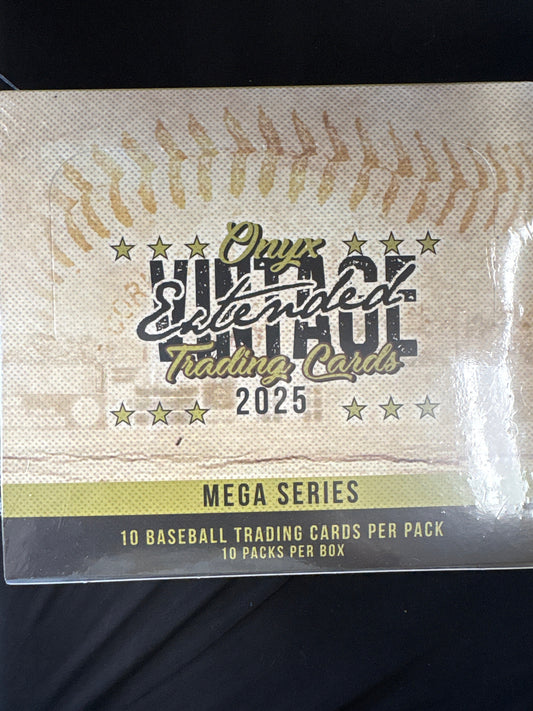 Onyx
VINTAGE
Extended
Trading Cards
2025
MEGA SERIES
10 BASEBALL TRADING CARDS PER PACK
10 PACKS PER BOX